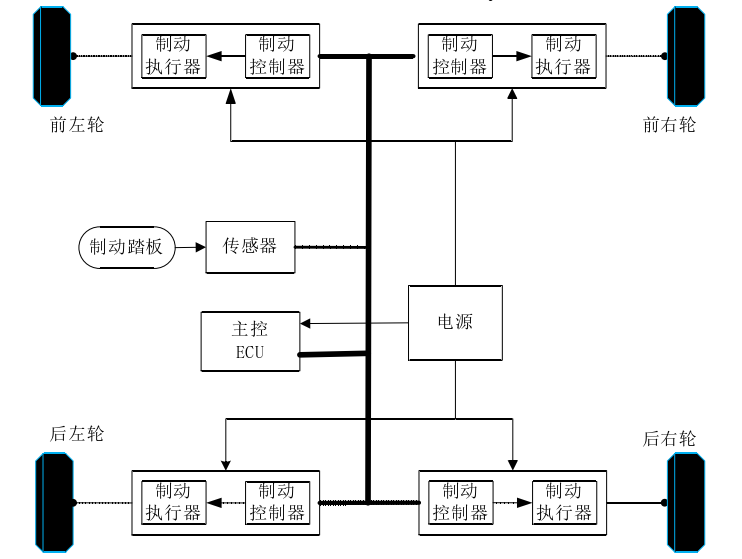 制动
执行器
制动
控制器
制动
控制器
制动
执行器
前左轮
前右轮
制动踏板
传感器
主控
ECU
电源
后左轮
后右轮
制动
执行器
制动
控制器
制动
控制器
制动
执行器